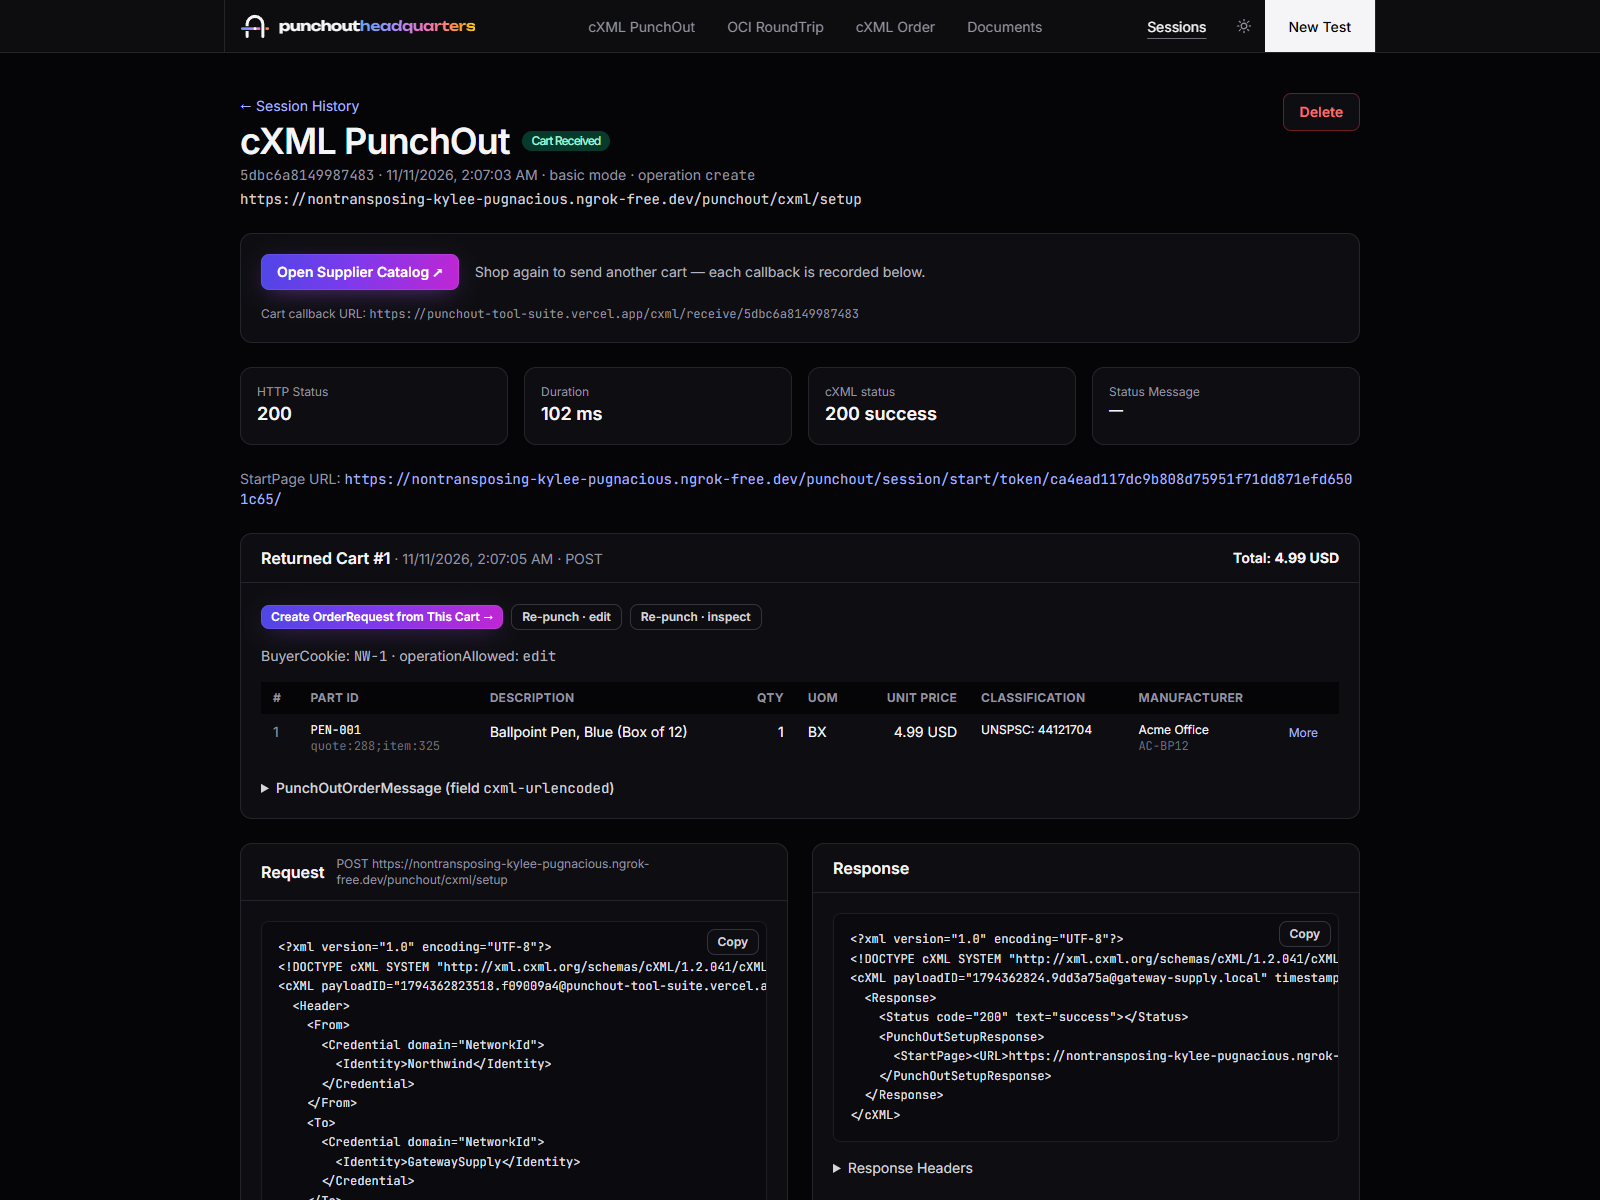 punchoutheadquarters
cXML PunchOut
OCI RoundTrip
cXML Order
Documents
Sessions
New Test
← Session History
Delete
cXML PunchOut
Cart Received
5dbc6a8149987483 · 11/11/2026, 2:07:03 AM · basic mode · operation create
https://nontransposing-kylee-pugnacious.ngrok-free.dev/punchout/cxml/setup
Open Supplier Catalog ↗
Shop again to send another cart — each callback is recorded below.
Cart callback URL: https://punchout-tool-suite.vercel.app/cxml/receive/5dbc6a8149987483
HTTP Status
200
Duration
102 ms
cXML status
200 success
Status Message
—
StartPage URL: https://nontransposing-kylee-pugnacious.ngrok-free.dev/punchout/session/start/token/ca4ead117dc9b808d75951f71dd871efd650
1c65/
Returned Cart #1 · 11/11/2026, 2:07:05 AM · POST
Total: 4.99 USD
Create OrderRequest from This Cart →
Re-punch · edit
Re-punch · inspect
BuyerCookie: NW-1 · operationAllowed: edit
# PART ID DESCRIPTION QTY UOM UNIT PRICE CLASSIFICATION MANUFACTURER
1 PEN-001 Ballpoint Pen, Blue (Box of 12) 1 BX 4.99 USD UNSPSC: 44121704 Acme Office More
quote:288;item:325 AC-BP12
▶ PunchOutOrderMessage (field cxml-urlencoded)
Request
POST https://nontransposing-kylee-pugnacious.ngrok-
free.dev/punchout/cxml/setup
Copy
<?xml version="1.0" encoding="UTF-8"?>
<!DOCTYPE cXML SYSTEM "http://xml.cxml.org/schemas/cXML/1.2.041/cXML
<cXML payloadID="1794362823518.f09009a4@punchout-tool-suite.vercel.a
<Header>
<From>
<Credential domain="NetworkId">
<Identity>Northwind</Identity>
</Credential>
</From>
<To>
<Credential domain="NetworkId">
<Identity>GatewaySupply</Identity>
</Credential>
</To>
Response
Copy
<?xml version="1.0" encoding="UTF-8"?>
<!DOCTYPE cXML SYSTEM "http://xml.cxml.org/schemas/cXML/1.2.041/cXML
<cXML payloadID="1794362824.9dd3a75a@gateway-supply.local" timestamp
<Response>
<Status code="200" text="success"></Status>
<PunchOutSetupResponse>
<StartPage><URL>https://nontransposing-kylee-pugnacious.ngrok-
</PunchOutSetupResponse>
</Response>
</cXML>
▶ Response Headers